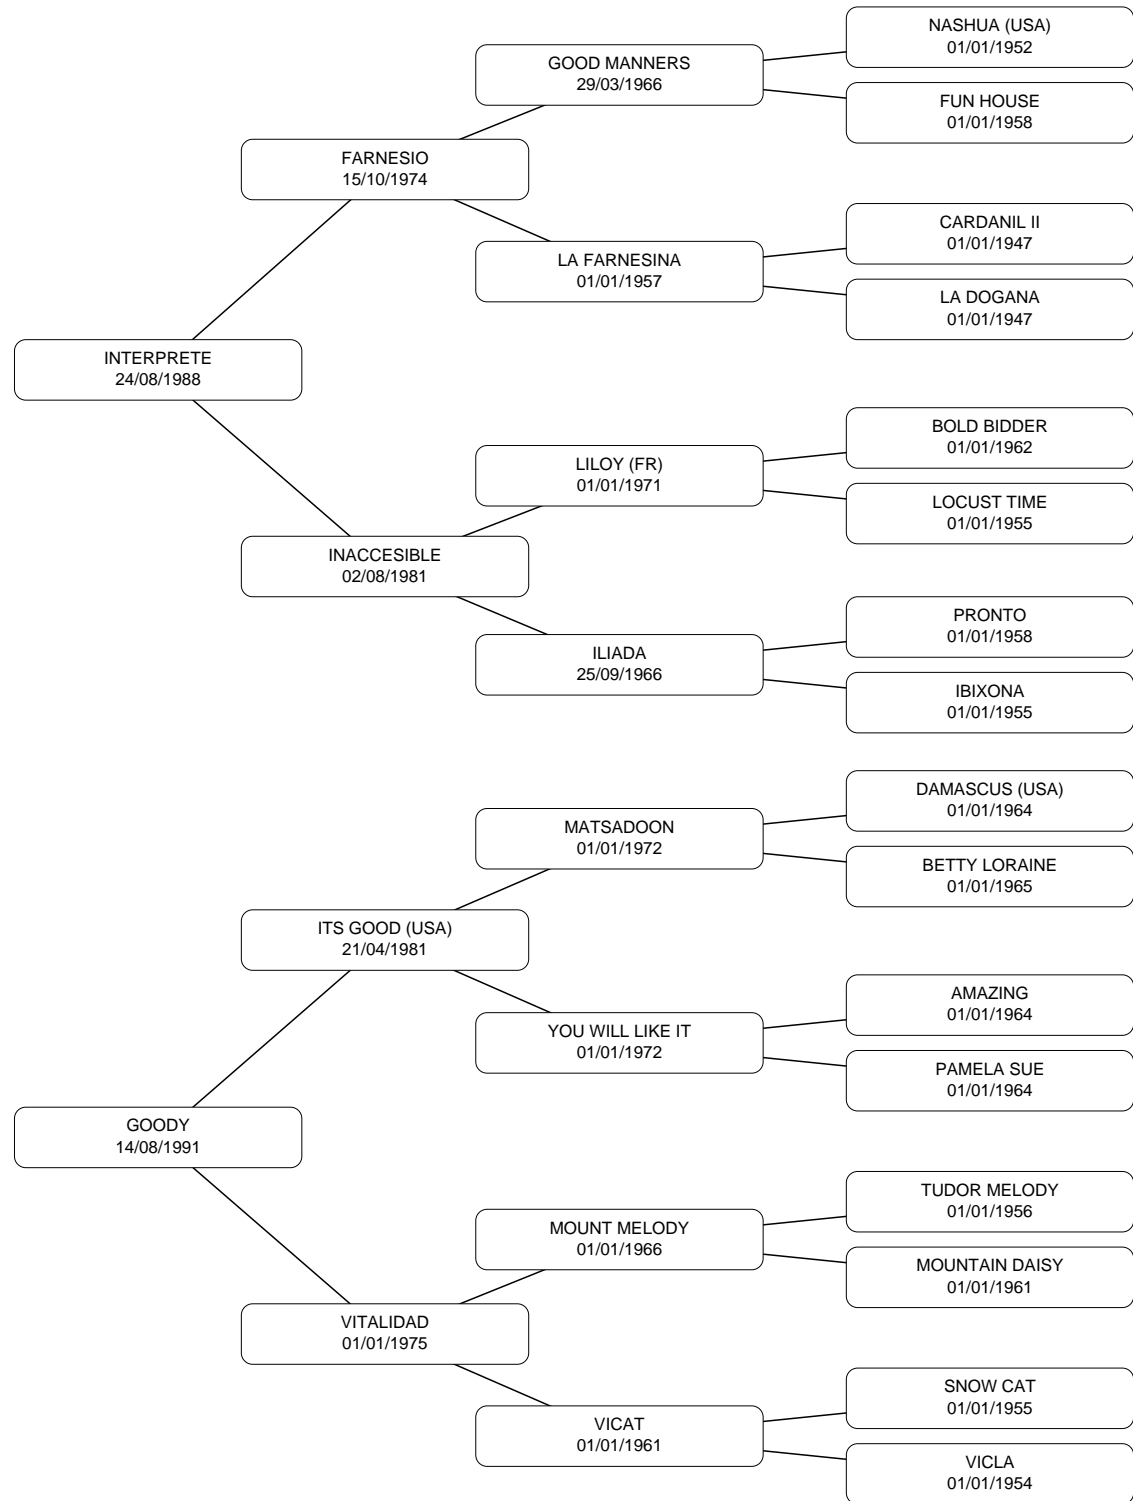 NASHUA (USA)
01/01/1952
GOOD MANNERS
29/03/1966
FUN HOUSE
01/01/1958
FARNESIO
15/10/1974
CARDANIL II
01/01/1947
LA FARNESINA
01/01/1957
LA DOGANA
01/01/1947
INTERPRETE
24/08/1988
BOLD BIDDER
01/01/1962
LILOY (FR)
01/01/1971
LOCUST TIME
01/01/1955
INACCESIBLE
02/08/1981
PRONTO
01/01/1958
ILIADA
25/09/1966
IBIXONA
01/01/1955
DAMASCUS (USA)
01/01/1964
MATSADOON
01/01/1972
BETTY LORAINE
01/01/1965
ITS GOOD (USA)
21/04/1981
AMAZING
01/01/1964
YOU WILL LIKE IT
01/01/1972
PAMELA SUE
01/01/1964
GOODY
14/08/1991
TUDOR MELODY
01/01/1956
MOUNT MELODY
01/01/1966
MOUNTAIN DAISY
01/01/1961
VITALIDAD
01/01/1975
SNOW CAT
01/01/1955
VICAT
01/01/1961
VICLA
01/01/1954